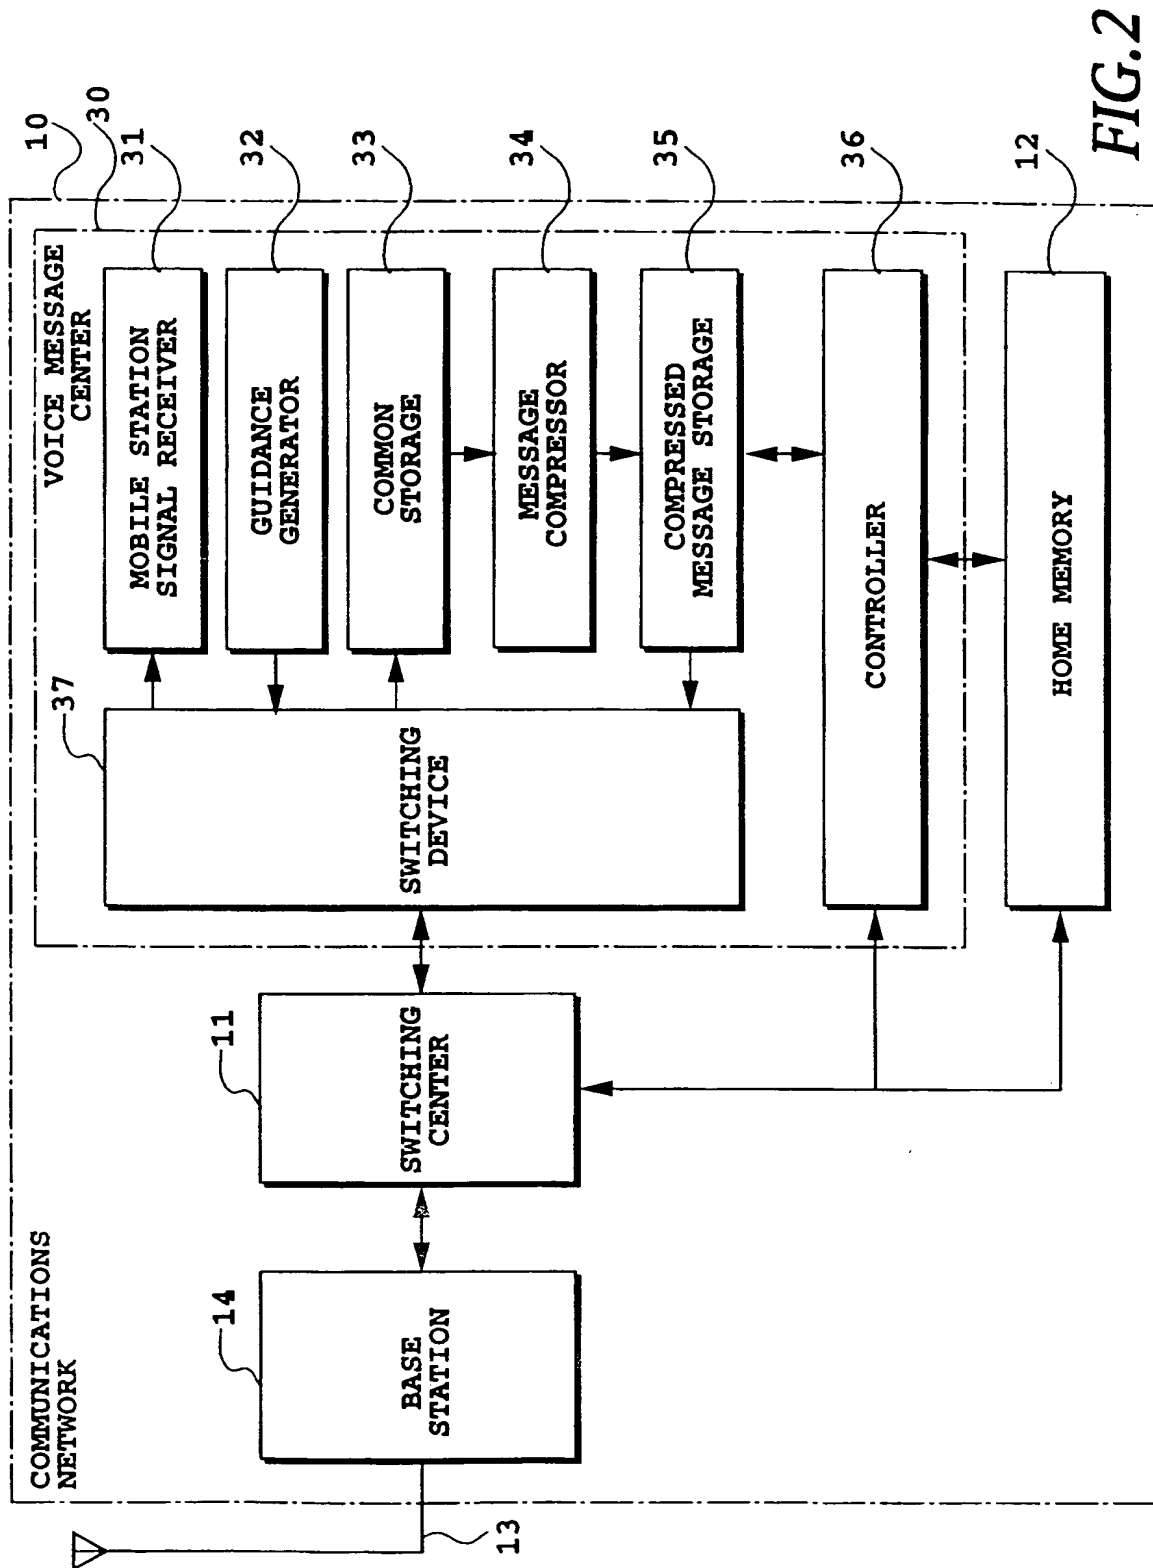 COMMUNICATIONS
NETWORK
10
30
VOICE MESSAGE
CENTER
37
31
MOBILE STATION
SIGNAL RECEIVER
32
GUIDANCE
GENERATOR
33
COMMON
STORAGE
34
MESSAGE
COMPRESSOR
35
COMPRESSED
MESSAGE STORAGE
SWITCHING
DEVICE
11
SWITCHING
CENTER
14
BASE
STATION
13
36
CONTROLLER
12
HOME MEMORY
FIG.2